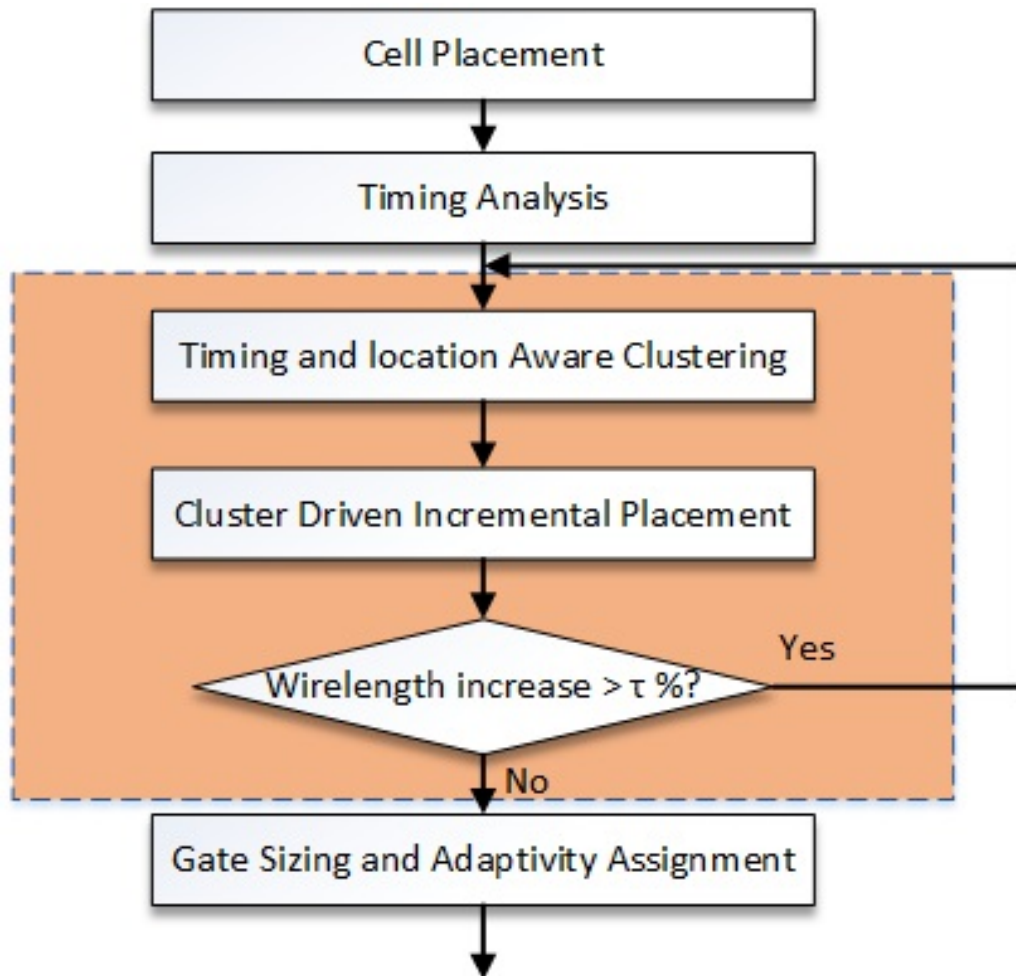 Cell Placement
Timing Analysis
Timing and location Aware Clustering
Cluster Driven Incremental Placement
Wirelength increase > τ %?
Yes
No
Gate Sizing and Adaptivity Assignment